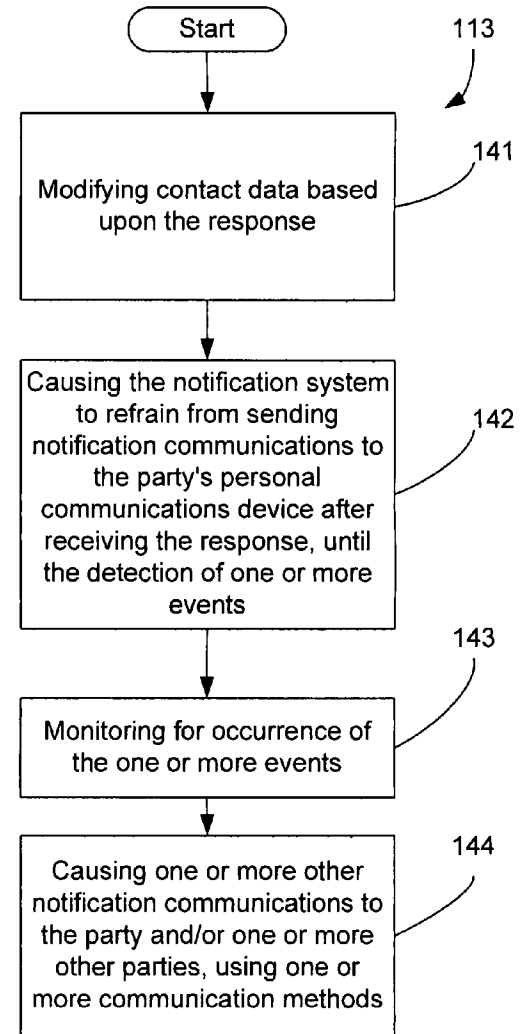 Start
113
141
Modifying contact data based
upon the response
Causing the notification system
to refrain from sending
notification communications to
the party's personal
communications device after
receiving the response, until
the detection of one or more
events
142
143
Monitoring for occurrence of
the one or more events
144
Causing one or more other
notification communications to
the party and/or one or more
other parties, using one or
more communication methods